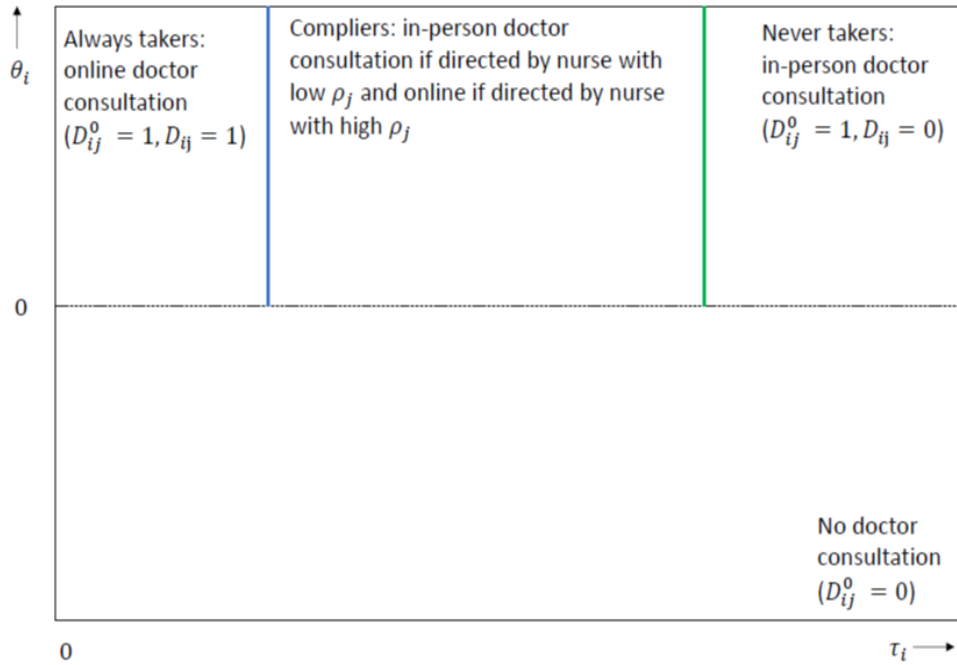 θᵢ
Always takers:
online doctor
consultation
(D⁰ᵢⱼ = 1, Dᵢⱼ = 1)
Compliers: in-person doctor
consultation if directed by nurse with
low ρⱼ and online if directed by nurse
with high ρⱼ
Never takers:
in-person doctor
consultation
(D⁰ᵢⱼ = 1, Dᵢⱼ = 0)
0
No doctor
consultation
(D⁰ᵢⱼ = 0)
0
τᵢ